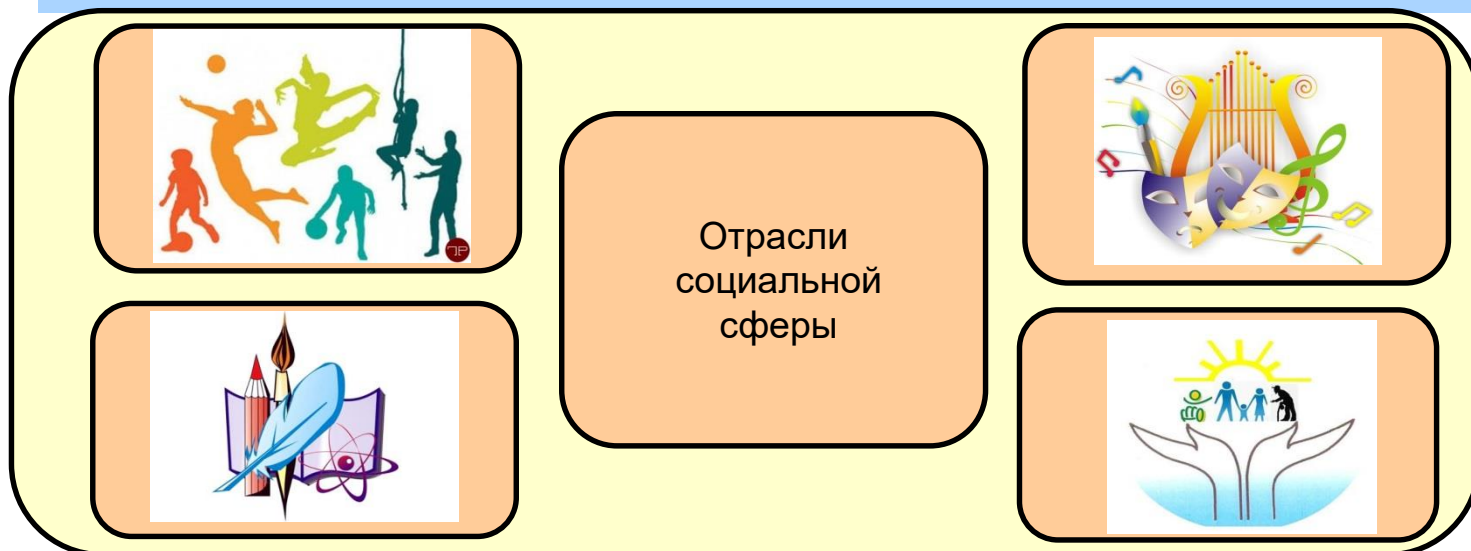 Отрасли
социальной
сферы